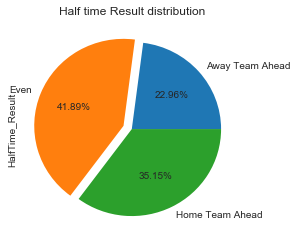 Half time Result distribution
Away Team Ahead
22.96%
Even
41.89%
HalfTime_Result
35.15%
Home Team Ahead